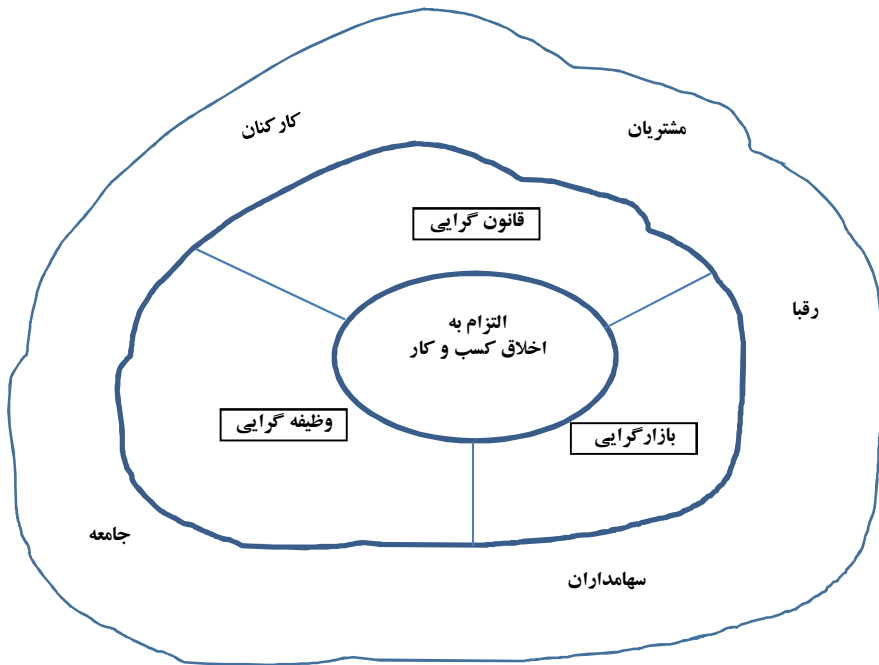 مشتریان
کارکنان
قانون گرایی
رقبا
التزام به
اخلاق کسب و کار
وظیفه گرایی
بازارگرایی
جامعه
سهامداران